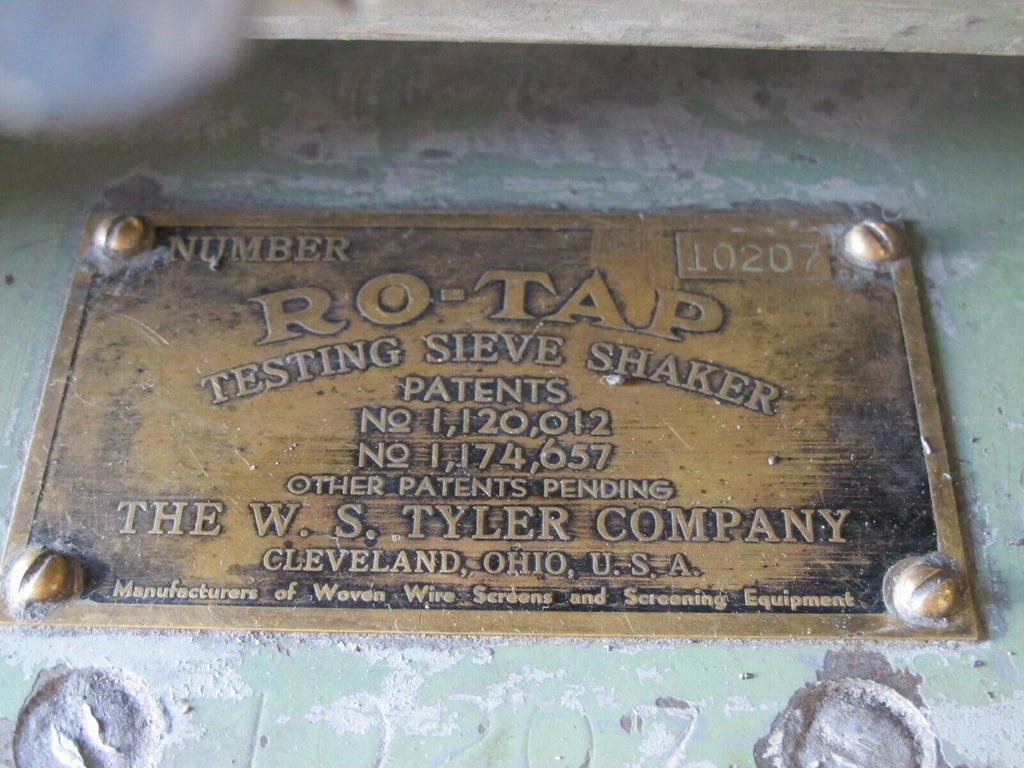 NUMBER 10207
RO-TAP
TESTING SIEVE SHAKER
PATENTS
Nº 1,120,012
Nº 1,174,657
OTHER PATENTS PENDING
THE W. S. TYLER COMPANY
CLEVELAND, OHIO, U. S. A.
Manufacturers of Woven Wire Screens and Screening Equipment